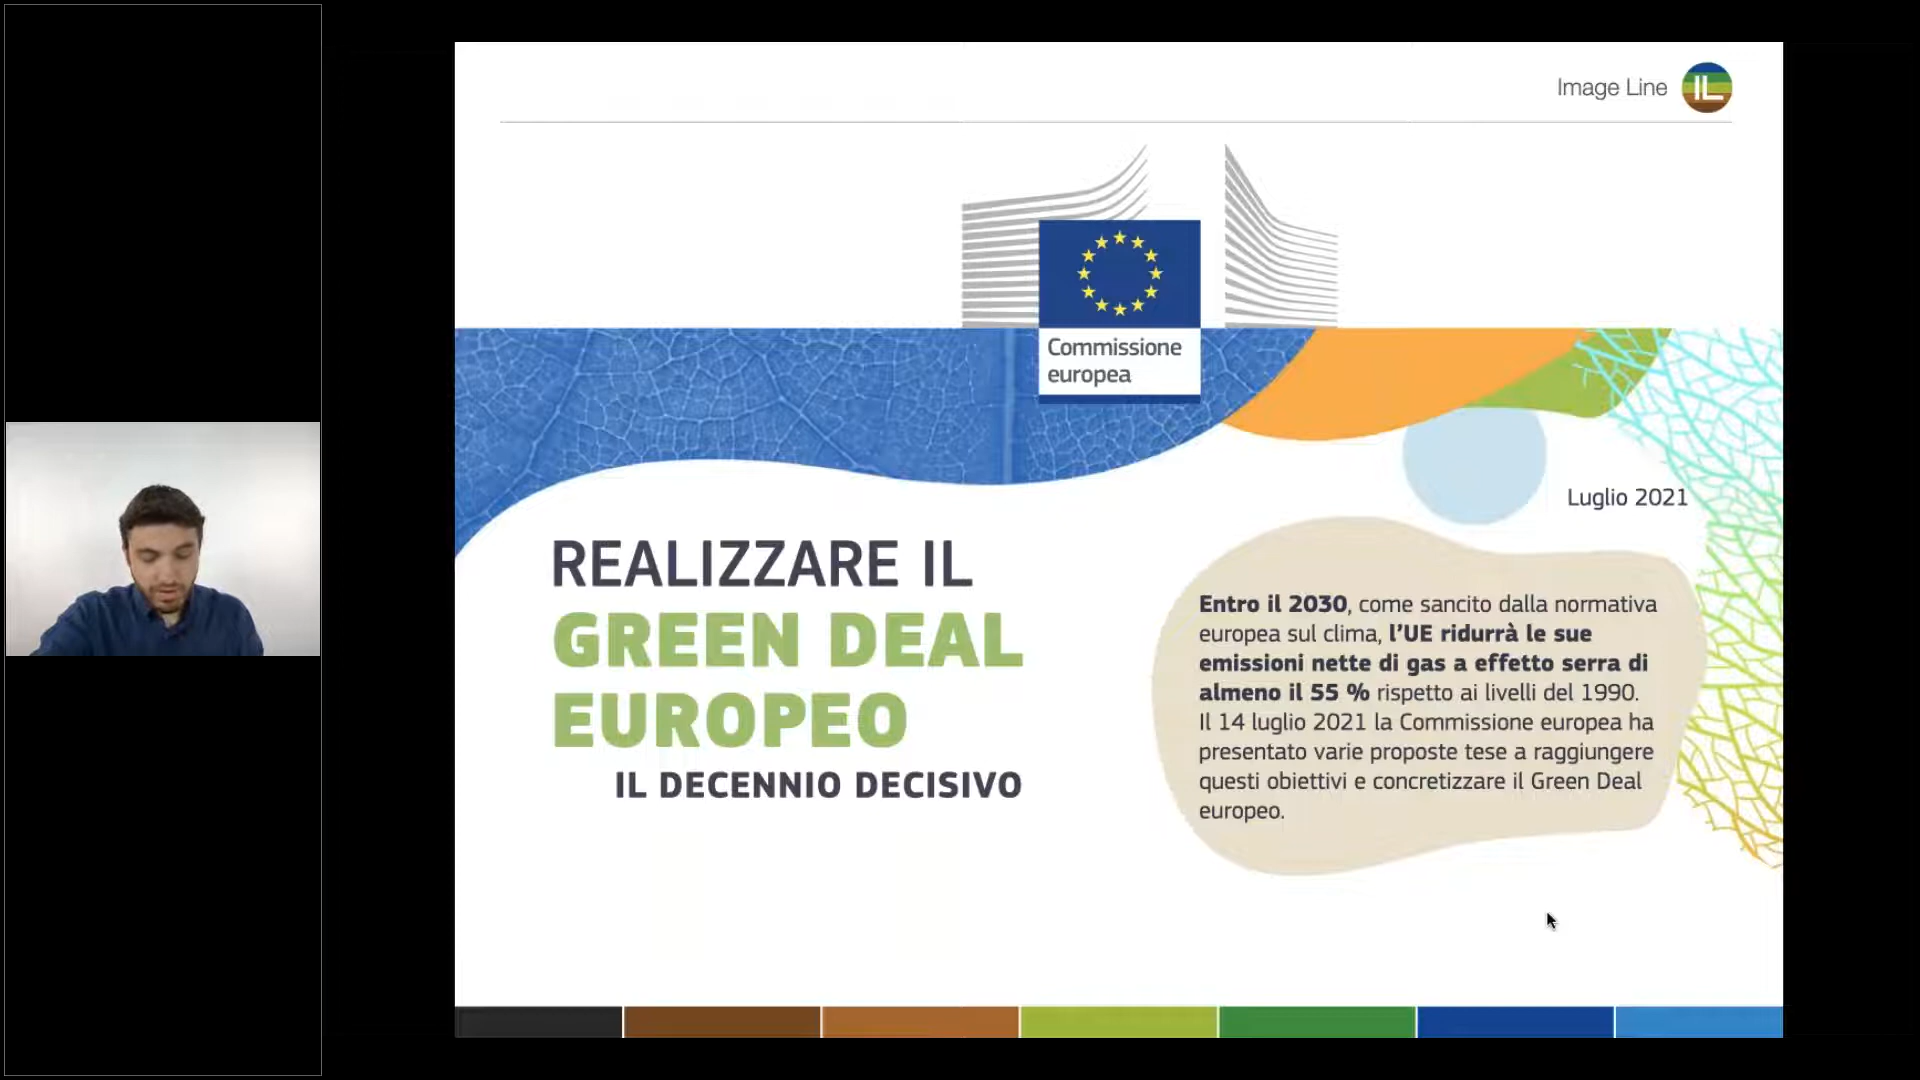 Image Line
IL
Commissione
europea
Luglio 2021
REALIZZARE IL
GREEN DEAL
EUROPEO
IL DECENNIO DECISIVO
Entro il 2030, come sancito dalla normativa
europea sul clima, l’UE ridurrà le sue
emissioni nette di gas a effetto serra di
almeno il 55 % rispetto ai livelli del 1990.
Il 14 luglio 2021 la Commissione europea ha
presentato varie proposte tese a raggiungere
questi obiettivi e concretizzare il Green Deal
europeo.